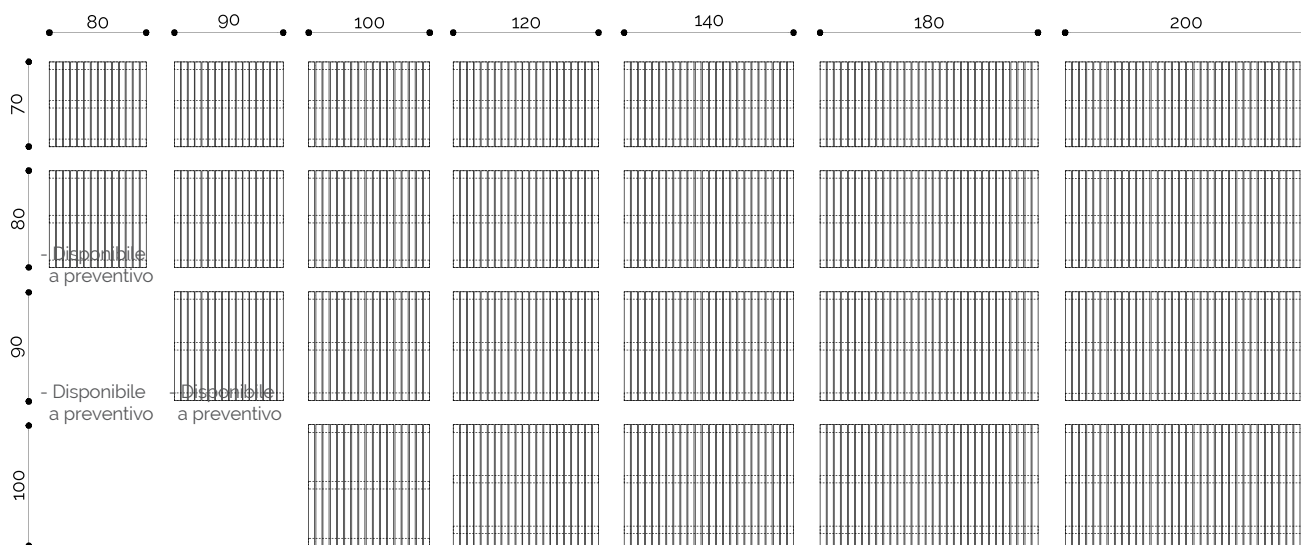 80 90 100 120 140 180 200
70
80
- Disponibile
a preventivo
90
- Disponibile - Disponibile
a preventivo a preventivo
100